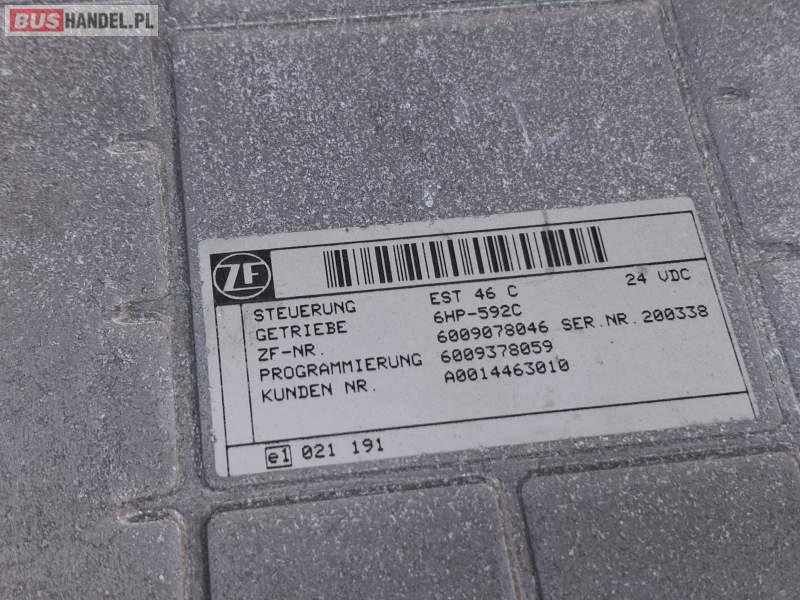 BUSHANDEL.PL
ZF
STEUERUNG EST 46 C 24 VDC
GETRIEBE 6HP-592C
ZF-NR. 6009078046 SER.NR.200338
PROGRAMMIERUNG 6009378059
KUNDEN NR. A0014463010
e1 021 191